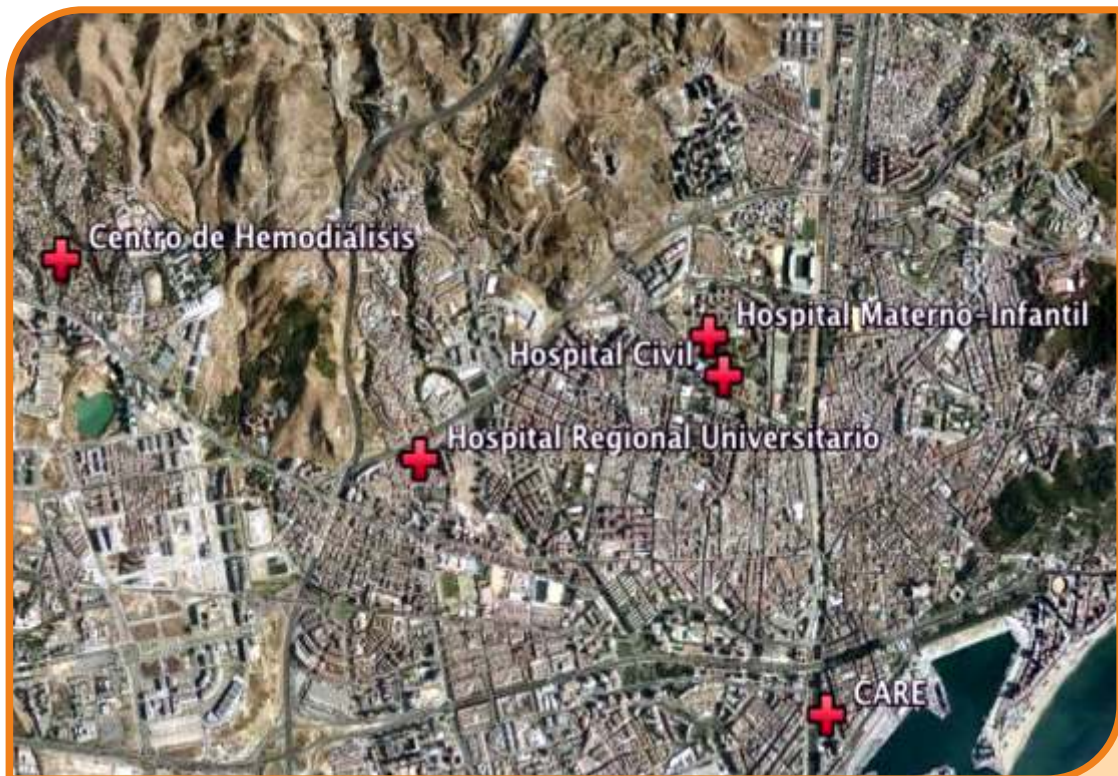 Centro de Hemodialisis
Hospital Materno-Infantil
Hospital Civil
Hospital Regional Universitario
CARE